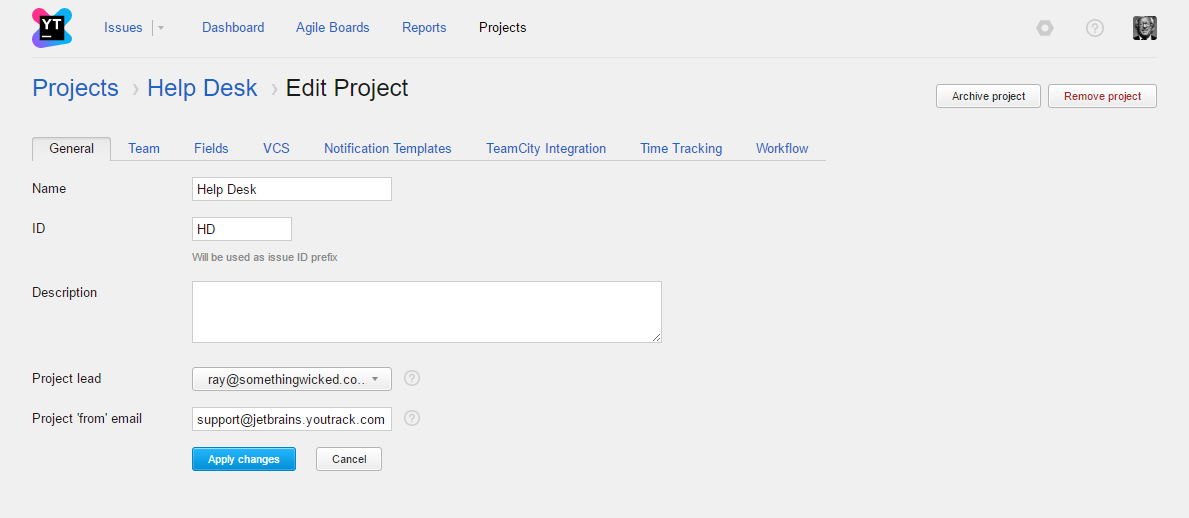 YT
Issues
Dashboard
Agile Boards
Reports
Projects
Projects › Help Desk › Edit Project
Archive project
Remove project
General
Team
Fields
VCS
Notification Templates
TeamCity Integration
Time Tracking
Workflow
Name
Help Desk
ID
HD
Will be used as issue ID prefix
Description
Project lead
ray@somethingwicked.co..
?
Project 'from' email
support@jetbrains.youtrack.com
?
Apply changes
Cancel